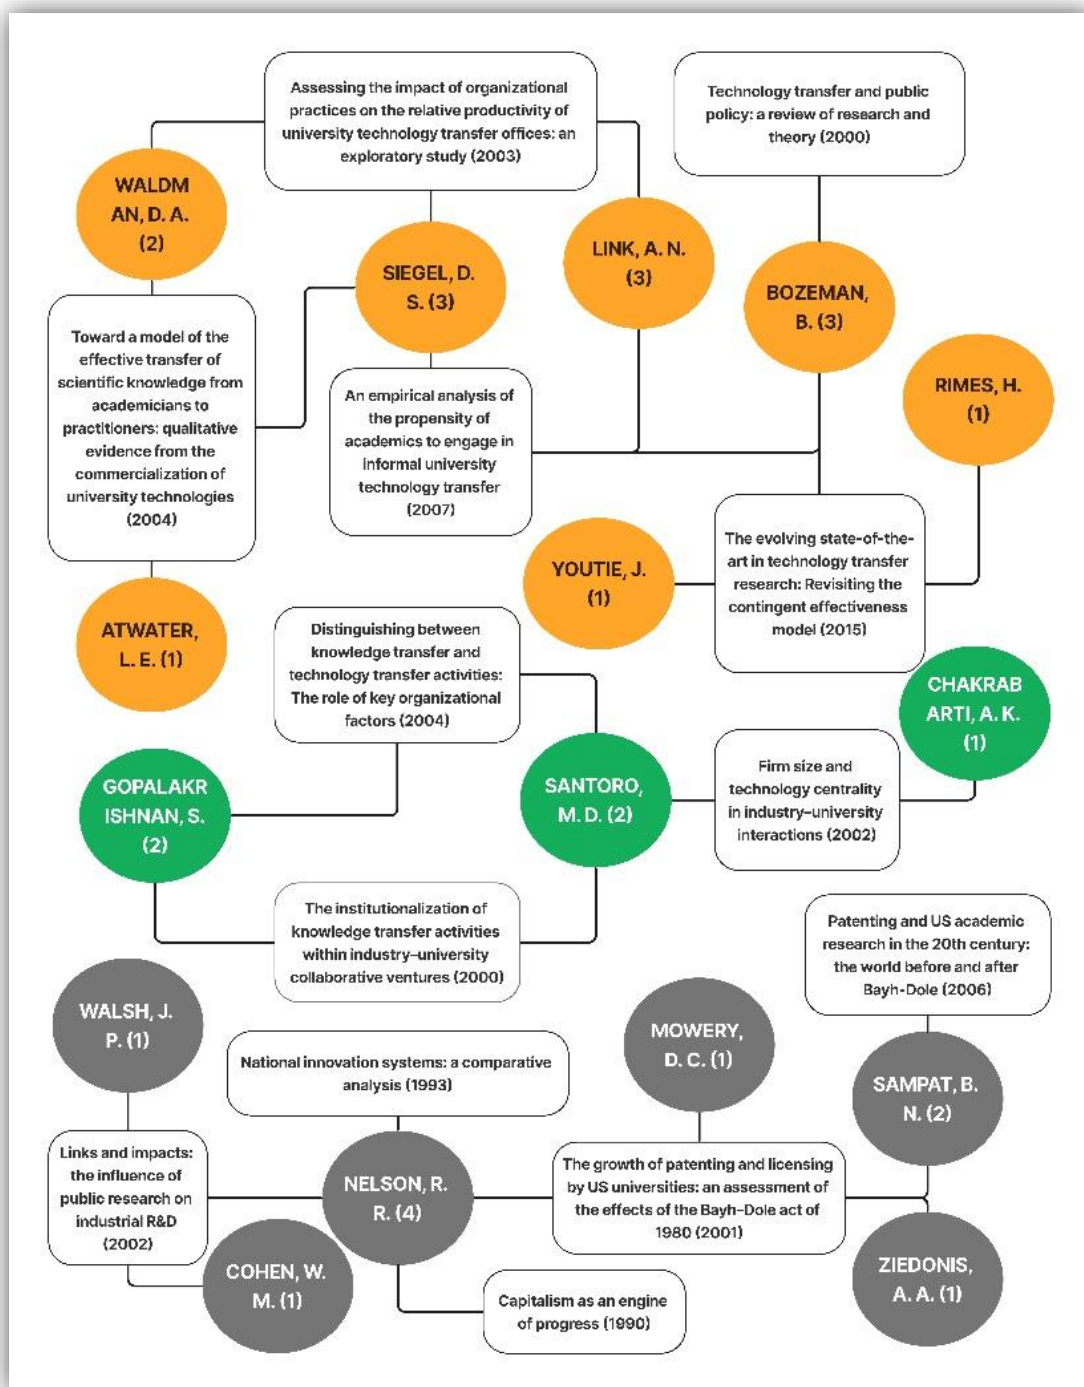 Assessing the impact of organizational
practices on the relative productivity of
university technology transfer offices: an
exploratory study (2003)
Technology transfer and public
policy: a review of research and
theory (2000)
WALDM
AN, D. A.
(2)
LINK, A. N.
(3)
SIEGEL, D.
S. (3)
BOZEMAN,
B. (3)
Toward a model of the
effective transfer of
scientific knowledge from
academicians to
practitioners: qualitative
evidence from the
commercialization of
university technologies
(2004)
An empirical analysis of
the propensity of
academics to engage in
informal university
technology transfer
(2007)
RIMES, H.
(1)
The evolving state-of-the-
art in technology transfer
research: Revisiting the
contingent effectiveness
model (2015)
YOUTIE, J.
(1)
ATWATER,
L. E. (1)
Distinguishing between
knowledge transfer and
technology transfer activities:
The role of key organizational
factors (2004)
CHAKRAB
ARTI, A. K.
(1)
GOPALAKR
ISHNAN, S.
(2)
SANTORO,
M. D. (2)
Firm size and
technology centrality
in industry–university
interactions (2002)
The institutionalization of
knowledge transfer activities
within industry–university
collaborative ventures (2000)
Patenting and US academic
research in the 20th century:
the world before and after
Bayh-Dole (2006)
WALSH, J.
P. (1)
National innovation systems: a comparative
analysis (1993)
MOWERY,
D. C. (1)
SAMPAT, B.
N. (2)
Links and impacts:
the influence of
public research on
industrial R&D
(2002)
NELSON, R.
R. (4)
The growth of patenting and licensing
by US universities: an assessment of
the effects of the Bayh–Dole act of
1980 (2001)
COHEN, W.
M. (1)
ZIEDONIS,
A. A. (1)
Capitalism as an engine
of progress (1990)